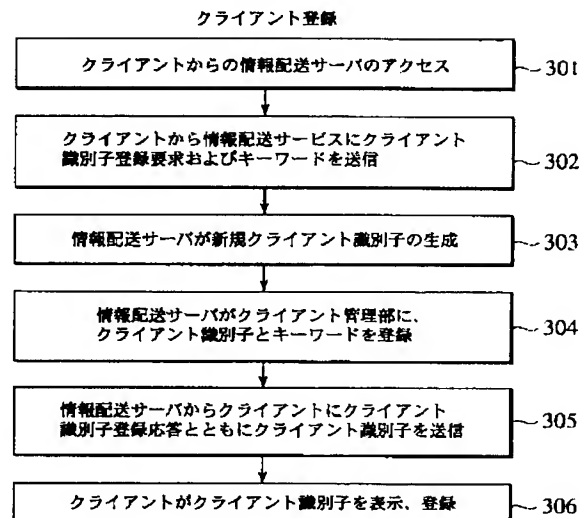 クライアント登録
クライアントからの情報配送サーバのアクセス
301
クライアントから情報配送サービスにクライアント
識別子登録要求およびキーワードを送信
302
情報配送サーバが新規クライアント識別子の生成
303
情報配送サーバがクライアント管理部に、
クライアント識別子とキーワードを登録
304
情報配送サーバからクライアントにクライアント
識別子登録応答とともにクライアント識別子を送信
305
クライアントがクライアント識別子を表示、登録
306